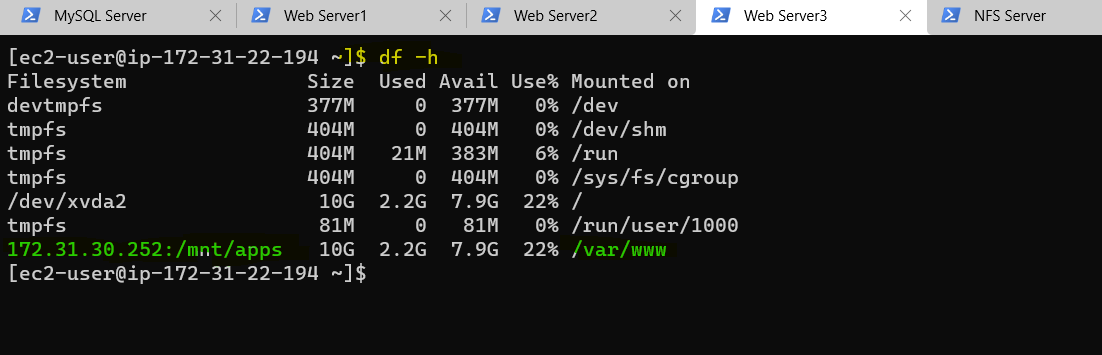 MySQL Server Web Server1 Web Server2 Web Server3 NFS Server
[ec2-user@ip-172-31-22-194 ~]$ df -h
Filesystem Size Used Avail Use% Mounted on
devtmpfs 377M 0 377M 0% /dev
tmpfs 404M 0 404M 0% /dev/shm
tmpfs 404M 21M 383M 6% /run
tmpfs 404M 0 404M 0% /sys/fs/cgroup
/dev/xvda2 10G 2.2G 7.9G 22% /
tmpfs 81M 0 81M 0% /run/user/1000
172.31.30.252:/mnt/apps 10G 2.2G 7.9G 22% /var/www
[ec2-user@ip-172-31-22-194 ~]$